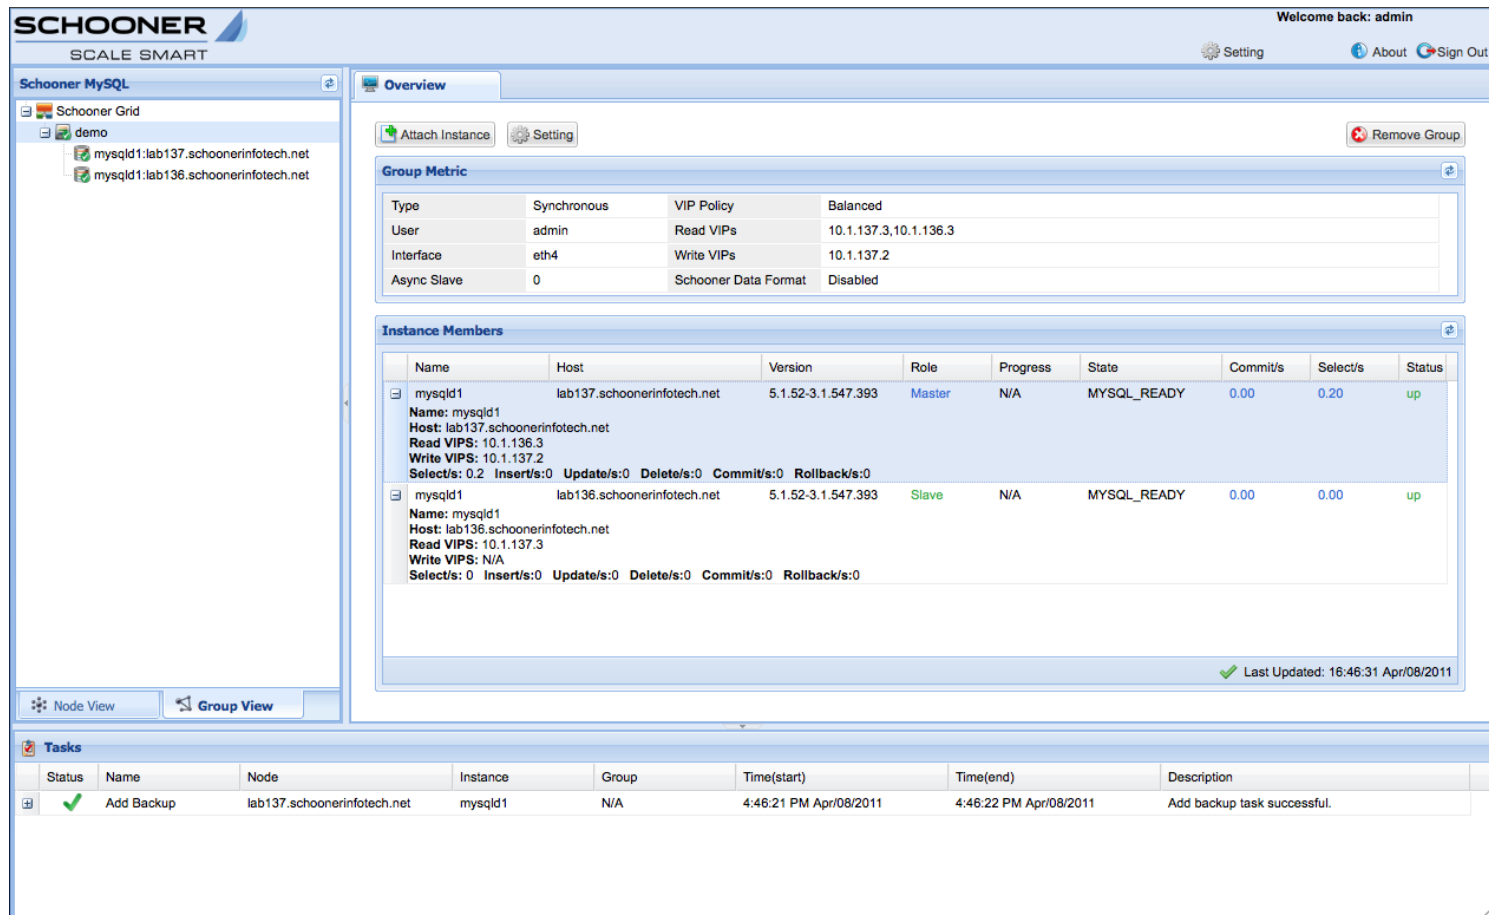 SCHOONER
SCALE SMART
Welcome back: admin
Setting About Sign Out
Schooner MySQL
Schooner Grid
demo
mysqld1:lab137.schoonerinfotech.net
mysqld1:lab136.schoonerinfotech.net
Node View Group View
Overview
Attach Instance Setting Remove Group
Group Metric
Type Synchronous VIP Policy Balanced
User admin Read VIPs 10.1.137.3,10.1.136.3
Interface eth4 Write VIPs 10.1.137.2
Async Slave 0 Schooner Data Format Disabled
Instance Members
Name Host Version Role Progress State Commit/s Select/s Status
mysqld1 lab137.schoonerinfotech.net 5.1.52-3.1.547.393 Master N/A MYSQL_READY 0.00 0.20 up
Name: mysqld1
Host: lab137.schoonerinfotech.net
Read VIPS: 10.1.136.3
Write VIPS: 10.1.137.2
Select/s: 0.2 Insert/s:0 Update/s:0 Delete/s:0 Commit/s:0 Rollback/s:0
mysqld1 lab136.schoonerinfotech.net 5.1.52-3.1.547.393 Slave N/A MYSQL_READY 0.00 0.00 up
Name: mysqld1
Host: lab136.schoonerinfotech.net
Read VIPS: 10.1.137.3
Write VIPS: N/A
Select/s: 0 Insert/s:0 Update/s:0 Delete/s:0 Commit/s:0 Rollback/s:0
Last Updated: 16:46:31 Apr/08/2011
Tasks
Status Name Node Instance Group Time(start) Time(end) Description
Add Backup lab137.schoonerinfotech.net mysqld1 N/A 4:46:21 PM Apr/08/2011 4:46:22 PM Apr/08/2011 Add backup task successful.